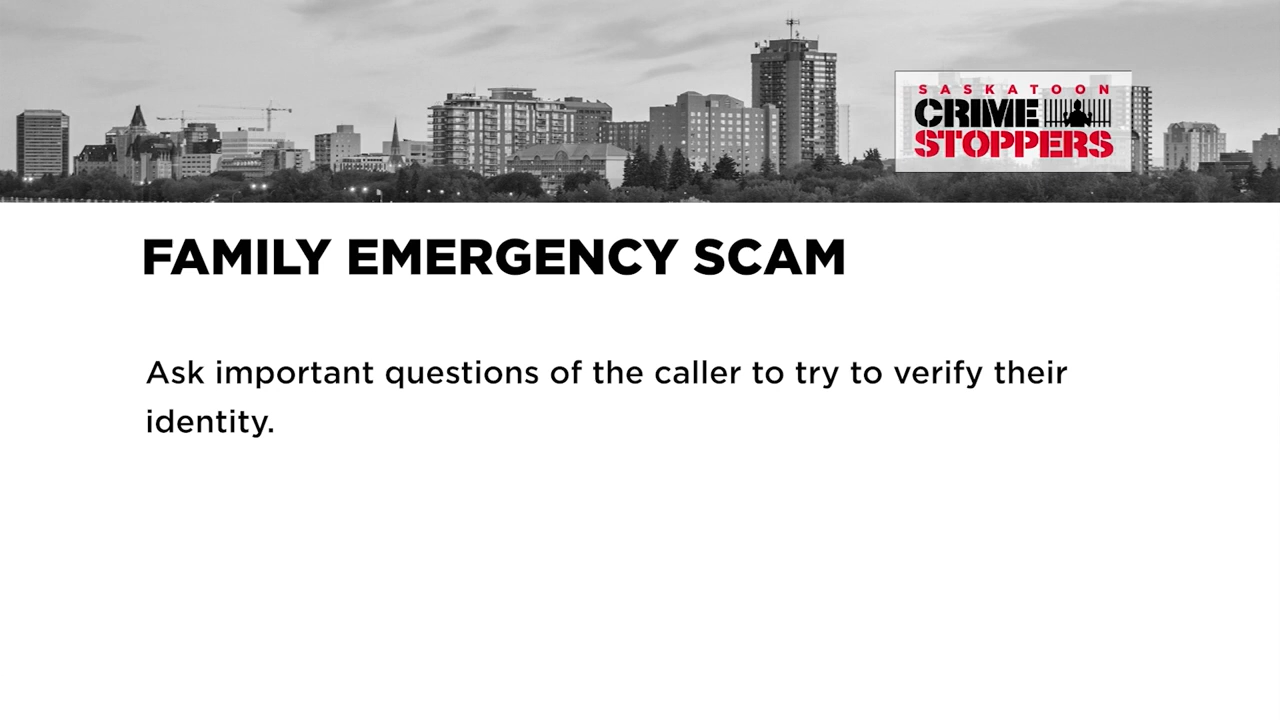 SASKATOON
CRIME
STOPPERS
FAMILY EMERGENCY SCAM
Ask important questions of the caller to try to verify their
identity.